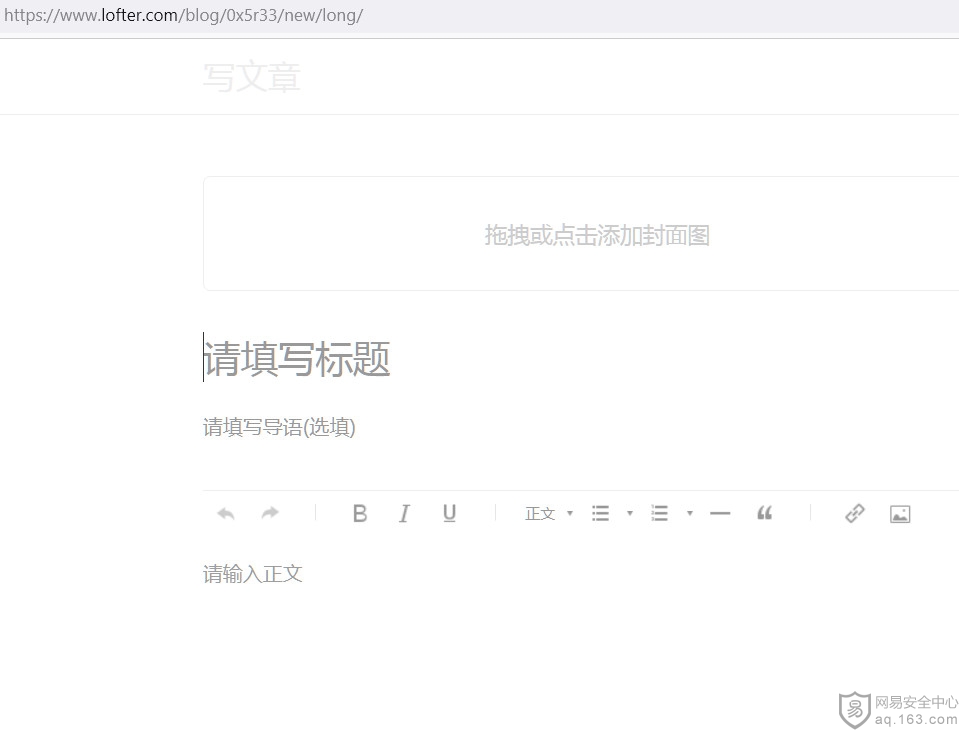 https://www.lofter.com/blog/0x5r33/new/long/
写文章
拖拽或点击添加封面图
请填写标题
请填写导语(选填)
B I U 正文
请输入正文
易 网易安全中心
aq.163.com